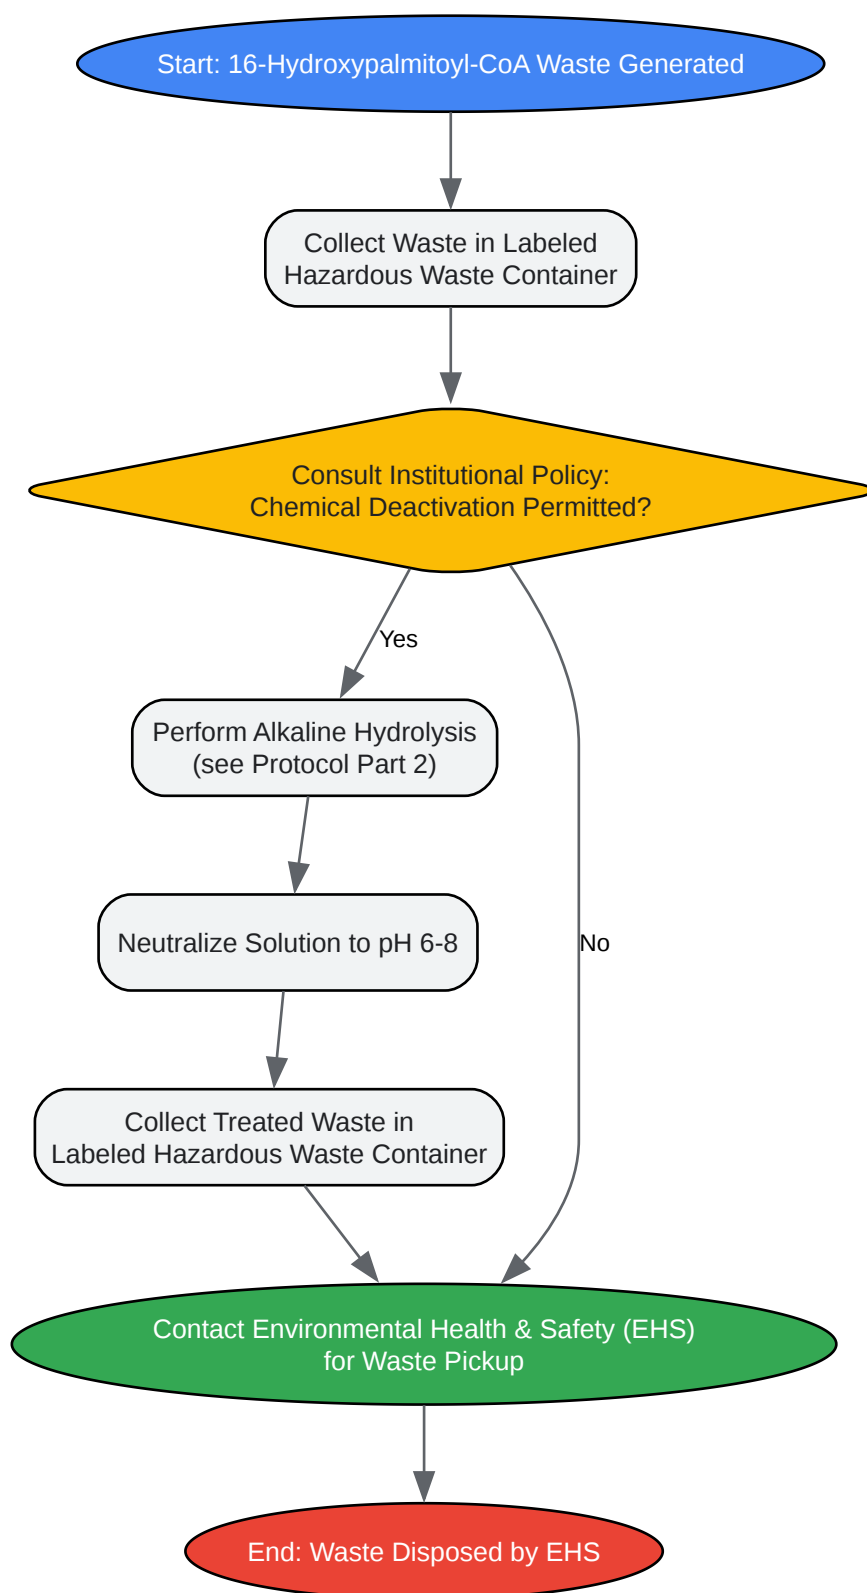 Start: 16-Hydroxypalmitoyl-CoA Waste Generated
Collect Waste in Labeled
Hazardous Waste Container
Consult Institutional Policy:
Chemical Deactivation Permitted?
Yes
Perform Alkaline Hydrolysis
(see Protocol Part 2)
Neutralize Solution to pH 6-8
No
Collect Treated Waste in
Labeled Hazardous Waste Container
Contact Environmental Health & Safety (EHS)
for Waste Pickup
End: Waste Disposed by EHS